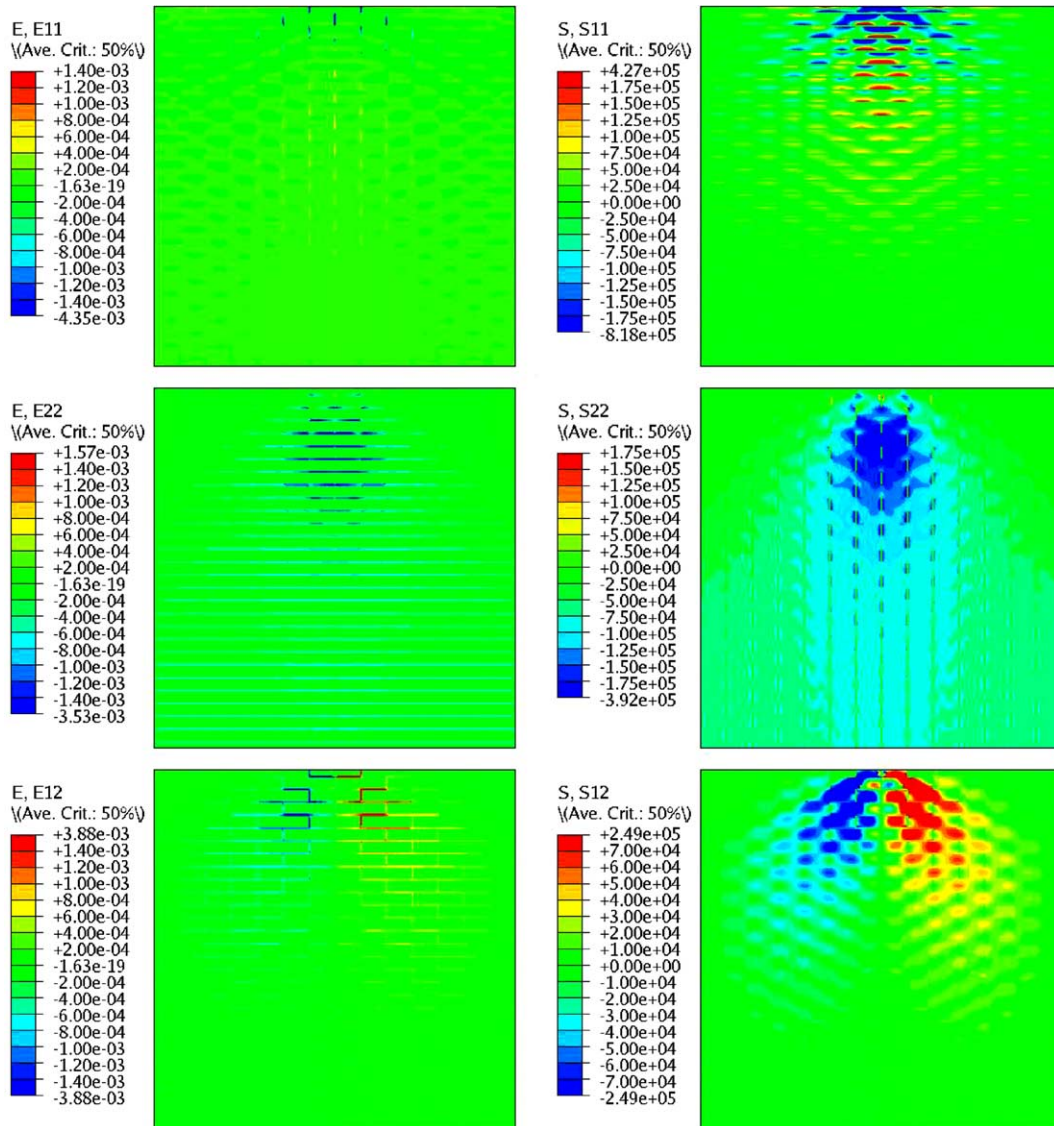 E, E11
\(Ave. Crit.: 50%\)
+1.40e-03
+1.20e-03
+1.00e-03
+8.00e-04
+6.00e-04
+4.00e-04
+2.00e-04
-1.63e-19
-2.00e-04
-4.00e-04
-6.00e-04
-8.00e-04
-1.00e-03
-1.20e-03
-1.40e-03
-4.35e-03
S, S11
\(Ave. Crit.: 50%\)
+4.27e+05
+1.75e+05
+1.50e+05
+1.25e+05
+1.00e+05
+7.50e+04
+5.00e+04
+2.50e+04
+0.00e+00
-2.50e+04
-5.00e+04
-7.50e+04
-1.00e+05
-1.25e+05
-1.50e+05
-1.75e+05
-8.18e+05
E, E22
\(Ave. Crit.: 50%\)
+1.57e-03
+1.40e-03
+1.20e-03
+1.00e-03
+8.00e-04
+6.00e-04
+4.00e-04
+2.00e-04
-1.63e-19
-2.00e-04
-4.00e-04
-6.00e-04
-8.00e-04
-1.00e-03
-1.20e-03
-1.40e-03
-3.53e-03
S, S22
\(Ave. Crit.: 50%\)
+1.75e+05
+1.50e+05
+1.25e+05
+1.00e+05
+7.50e+04
+5.00e+04
+2.50e+04
+0.00e+00
-2.50e+04
-5.00e+04
-7.50e+04
-1.00e+05
-1.25e+05
-1.50e+05
-1.75e+05
-3.92e+05
E, E12
\(Ave. Crit.: 50%\)
+3.88e-03
+1.40e-03
+1.20e-03
+1.00e-03
+8.00e-04
+6.00e-04
+4.00e-04
+2.00e-04
-1.63e-19
-2.00e-04
-4.00e-04
-6.00e-04
-8.00e-04
-1.00e-03
-1.20e-03
-1.40e-03
-3.88e-03
S, S12
\(Ave. Crit.: 50%\)
+2.49e+05
+7.00e+04
+6.00e+04
+5.00e+04
+4.00e+04
+3.00e+04
+2.00e+04
+1.00e+04
+0.00e+00
-1.00e+04
-2.00e+04
-3.00e+04
-4.00e+04
-5.00e+04
-6.00e+04
-7.00e+04
-2.49e+05